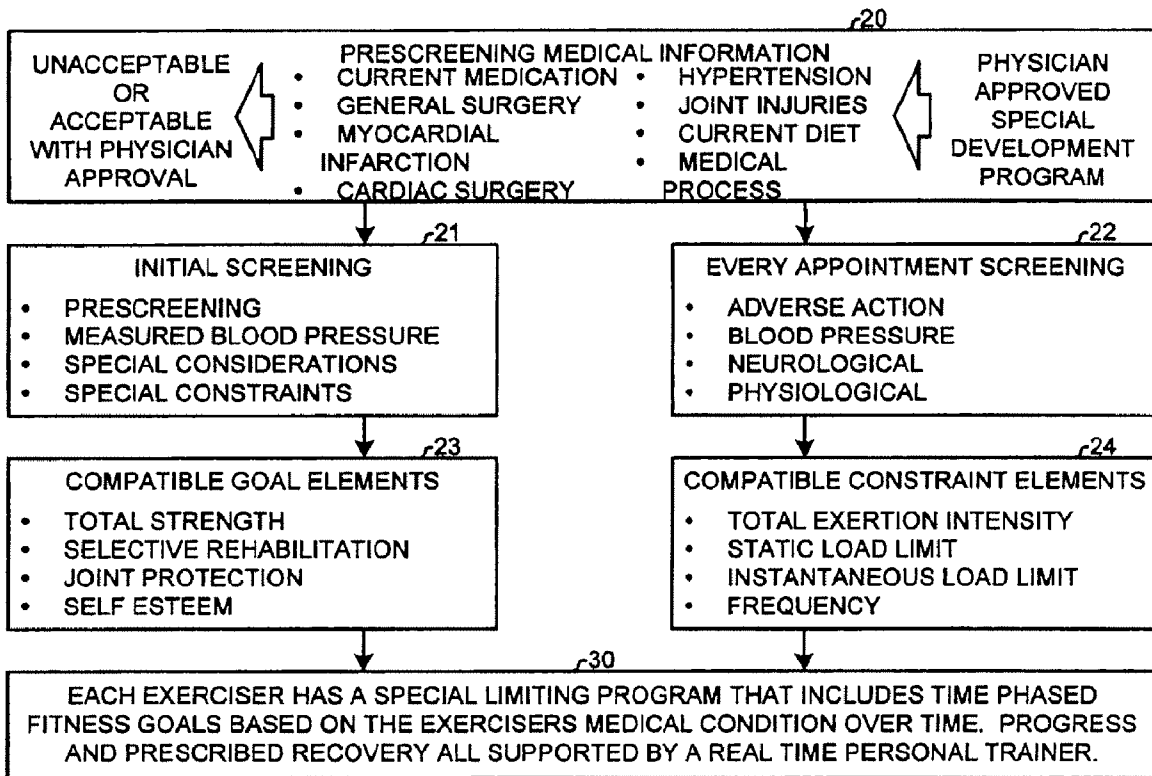 20
PRESCREENING MEDICAL INFORMATION
UNACCEPTABLE
OR
ACCEPTABLE
WITH PHYSICIAN
APPROVAL
• CURRENT MEDICATION
• GENERAL SURGERY
• MYOCARDIAL
INFARCTION
• CARDIAC SURGERY
• HYPERTENSION
• JOINT INJURIES
• CURRENT DIET
• MEDICAL
PROCESS
PHYSICIAN
APPROVED
SPECIAL
DEVELOPMENT
PROGRAM
21
INITIAL SCREENING
• PRESCREENING
• MEASURED BLOOD PRESSURE
• SPECIAL CONSIDERATIONS
• SPECIAL CONSTRAINTS
22
EVERY APPOINTMENT SCREENING
• ADVERSE ACTION
• BLOOD PRESSURE
• NEUROLOGICAL
• PHYSIOLOGICAL
23
COMPATIBLE GOAL ELEMENTS
• TOTAL STRENGTH
• SELECTIVE REHABILITATION
• JOINT PROTECTION
• SELF ESTEEM
24
COMPATIBLE CONSTRAINT ELEMENTS
• TOTAL EXERTION INTENSITY
• STATIC LOAD LIMIT
• INSTANTANEOUS LOAD LIMIT
• FREQUENCY
30
EACH EXERCISER HAS A SPECIAL LIMITING PROGRAM THAT INCLUDES TIME PHASED
FITNESS GOALS BASED ON THE EXERCISERS MEDICAL CONDITION OVER TIME. PROGRESS
AND PRESCRIBED RECOVERY ALL SUPPORTED BY A REAL TIME PERSONAL TRAINER.